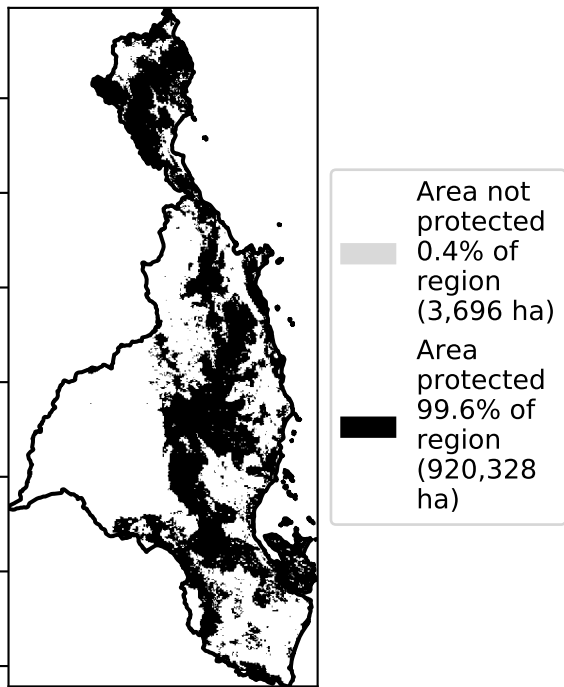 Area not
protected
0.4% of
region
(3,696 ha)
Area
protected
99.6% of
region
(920,328
ha)